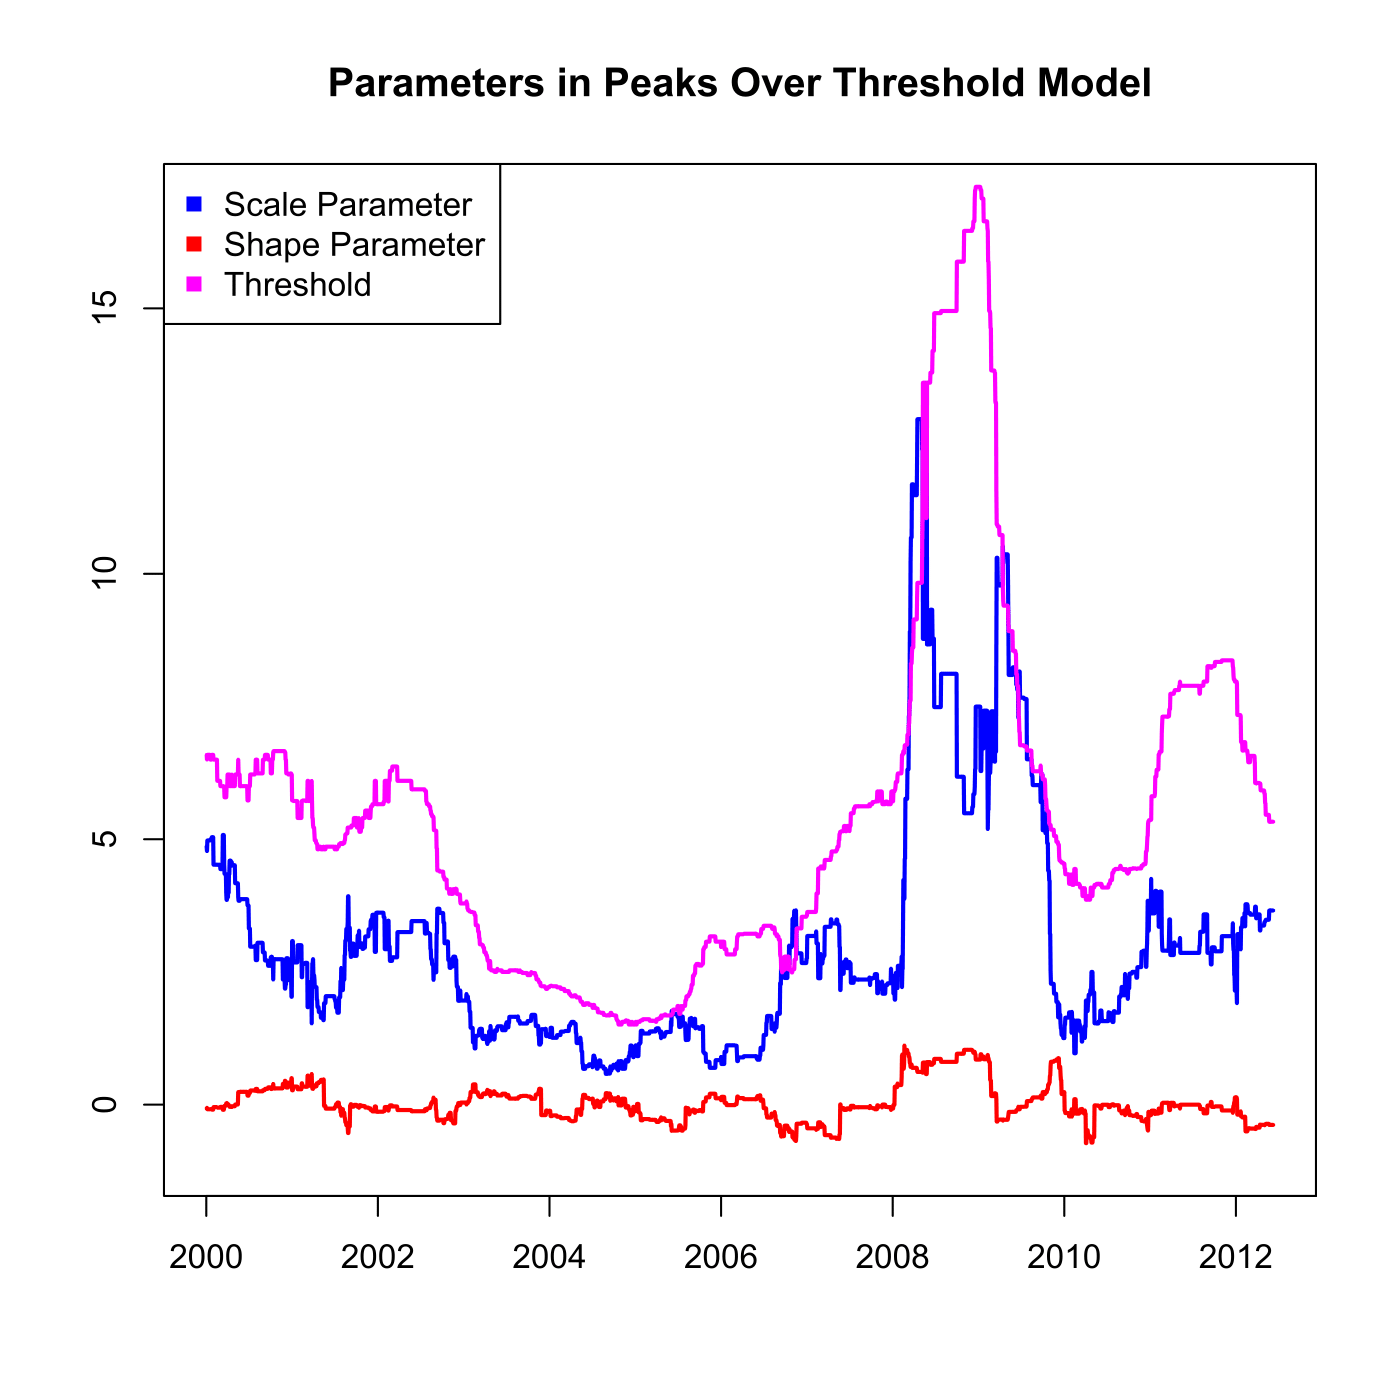 Parameters in Peaks Over Threshold Model
Scale Parameter
Shape Parameter
Threshold
15
10
5
0
2000 2002 2004 2006 2008 2010 2012